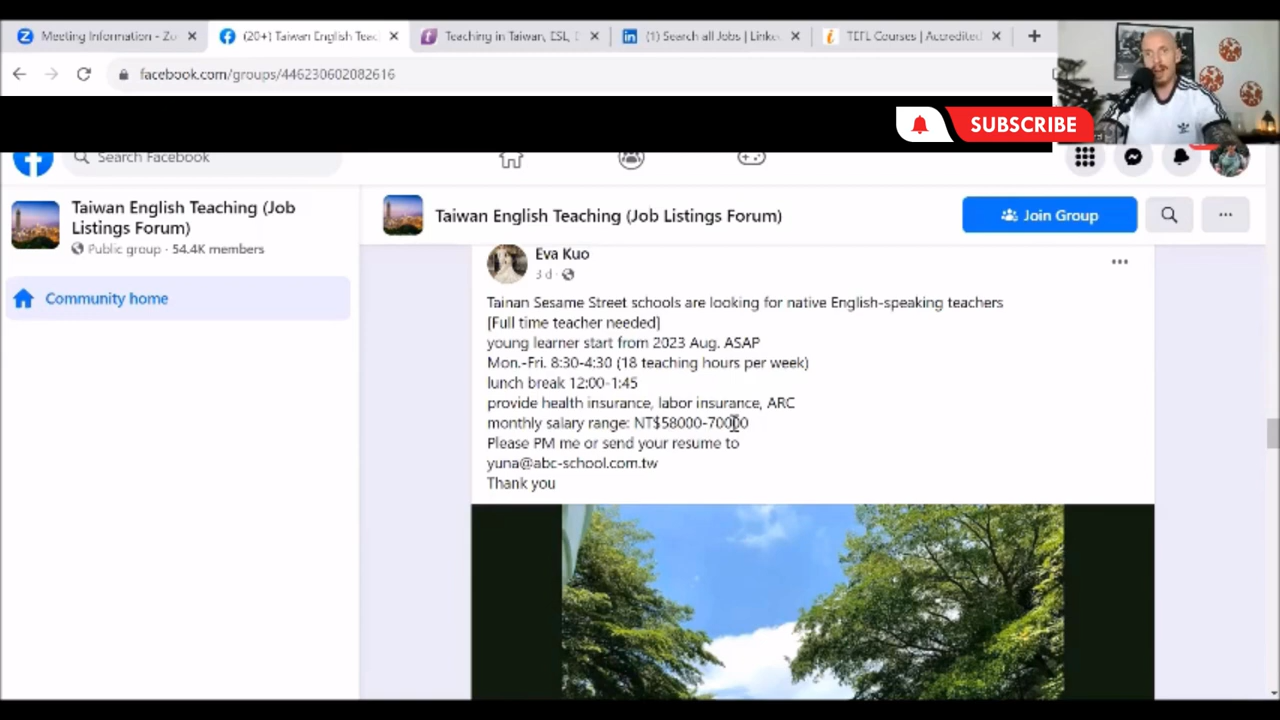 Meeting Information - Zo
(20+) Taiwan English Teac
Teaching in Taiwan, ESL,
(1) Search all Jobs | Linke
TEFL Courses | Accredited
facebook.com/groups/446230602082616
SUBSCRIBE
Search Facebook
Taiwan English Teaching (Job
Listings Forum)
Public group · 54.4K members
Community home
Taiwan English Teaching (Job Listings Forum)
Join Group
Eva Kuo
3 d ·
Tainan Sesame Street schools are looking for native English-speaking teachers
[Full time teacher needed]
young learner start from 2023 Aug. ASAP
Mon.-Fri. 8:30-4:30 (18 teaching hours per week)
lunch break 12:00-1:45
provide health insurance, labor insurance, ARC
monthly salary range: NT$58000-70000
Please PM me or send your resume to
yuna@abc-school.com.tw
Thank you